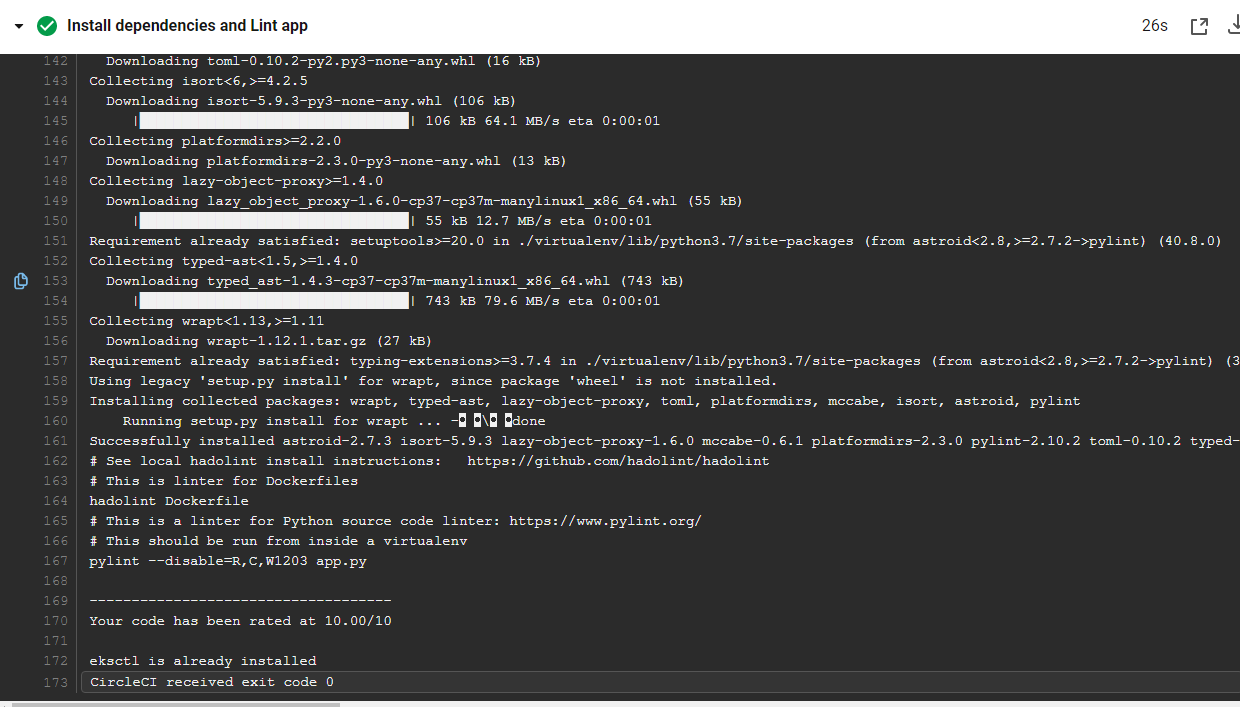 Install dependencies and Lint app
26s
142 Downloading toml-0.10.2-py2.py3-none-any.whl (16 kB)
143 Collecting isort<6,>=4.2.5
144 Downloading isort-5.9.3-py3-none-any.whl (106 kB)
145 |████████████████████████████████| 106 kB 64.1 MB/s eta 0:00:01
146 Collecting platformdirs>=2.2.0
147 Downloading platformdirs-2.3.0-py3-none-any.whl (13 kB)
148 Collecting lazy-object-proxy>=1.4.0
149 Downloading lazy_object_proxy-1.6.0-cp37-cp37m-manylinux1_x86_64.whl (55 kB)
150 |████████████████████████████████| 55 kB 12.7 MB/s eta 0:00:01
151 Requirement already satisfied: setuptools>=20.0 in ./virtualenv/lib/python3.7/site-packages (from astroid<2.8,>=2.7.2->pylint) (40.8.0)
152 Collecting typed-ast<1.5,>=1.4.0
153 Downloading typed_ast-1.4.3-cp37-cp37m-manylinux1_x86_64.whl (743 kB)
154 |████████████████████████████████| 743 kB 79.6 MB/s eta 0:00:01
155 Collecting wrapt<1.13,>=1.11
156 Downloading wrapt-1.12.1.tar.gz (27 kB)
157 Requirement already satisfied: typing-extensions>=3.7.4 in ./virtualenv/lib/python3.7/site-packages (from astroid<2.8,>=2.7.2->pylint) (3
158 Using legacy 'setup.py install' for wrapt, since package 'wheel' is not installed.
159 Installing collected packages: wrapt, typed-ast, lazy-object-proxy, toml, platformdirs, mccabe, isort, astroid, pylint
160 Running setup.py install for wrapt ... -◘ ◘\◘ ◘done
161 Successfully installed astroid-2.7.3 isort-5.9.3 lazy-object-proxy-1.6.0 mccabe-0.6.1 platformdirs-2.3.0 pylint-2.10.2 toml-0.10.2 typed-
162 # See local hadolint install instructions:   https://github.com/hadolint/hadolint
163 # This is linter for Dockerfiles
164 hadolint Dockerfile
165 # This is a linter for Python source code linter: https://www.pylint.org/
166 # This should be run from inside a virtualenv
167 pylint --disable=R,C,W1203 app.py
168
169 ------------------------------------
170 Your code has been rated at 10.00/10
171
172 eksctl is already installed
173 CircleCI received exit code 0